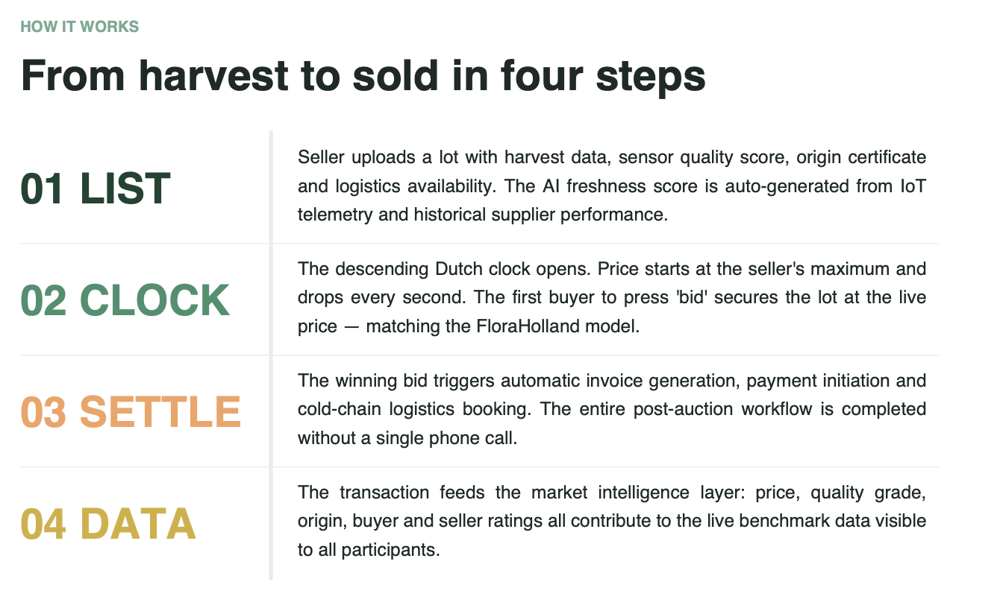 HOW IT WORKS
From harvest to sold in four steps
01 LIST
Seller uploads a lot with harvest data, sensor quality score, origin certificate
and logistics availability. The AI freshness score is auto-generated from IoT
telemetry and historical supplier performance.
02 CLOCK
The descending Dutch clock opens. Price starts at the seller's maximum and
drops every second. The first buyer to press 'bid' secures the lot at the live
price — matching the FloraHolland model.
03 SETTLE
The winning bid triggers automatic invoice generation, payment initiation and
cold-chain logistics booking. The entire post-auction workflow is completed
without a single phone call.
04 DATA
The transaction feeds the market intelligence layer: price, quality grade,
origin, buyer and seller ratings all contribute to the live benchmark data visible
to all participants.